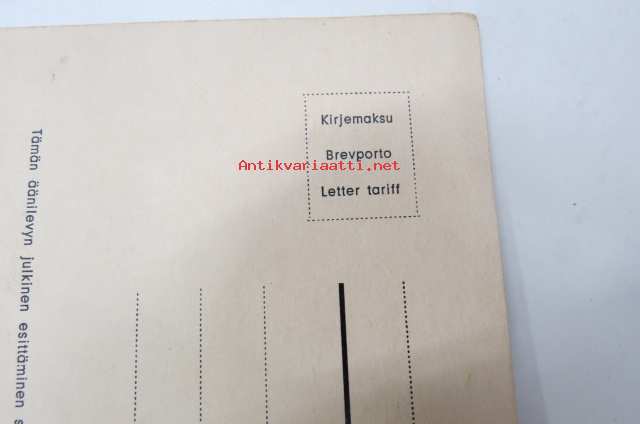 Kirjemaksu
Brevporto
Antikvariaatti.net
Letter tariff
Tämän äänilevyn julkinen esittäminen